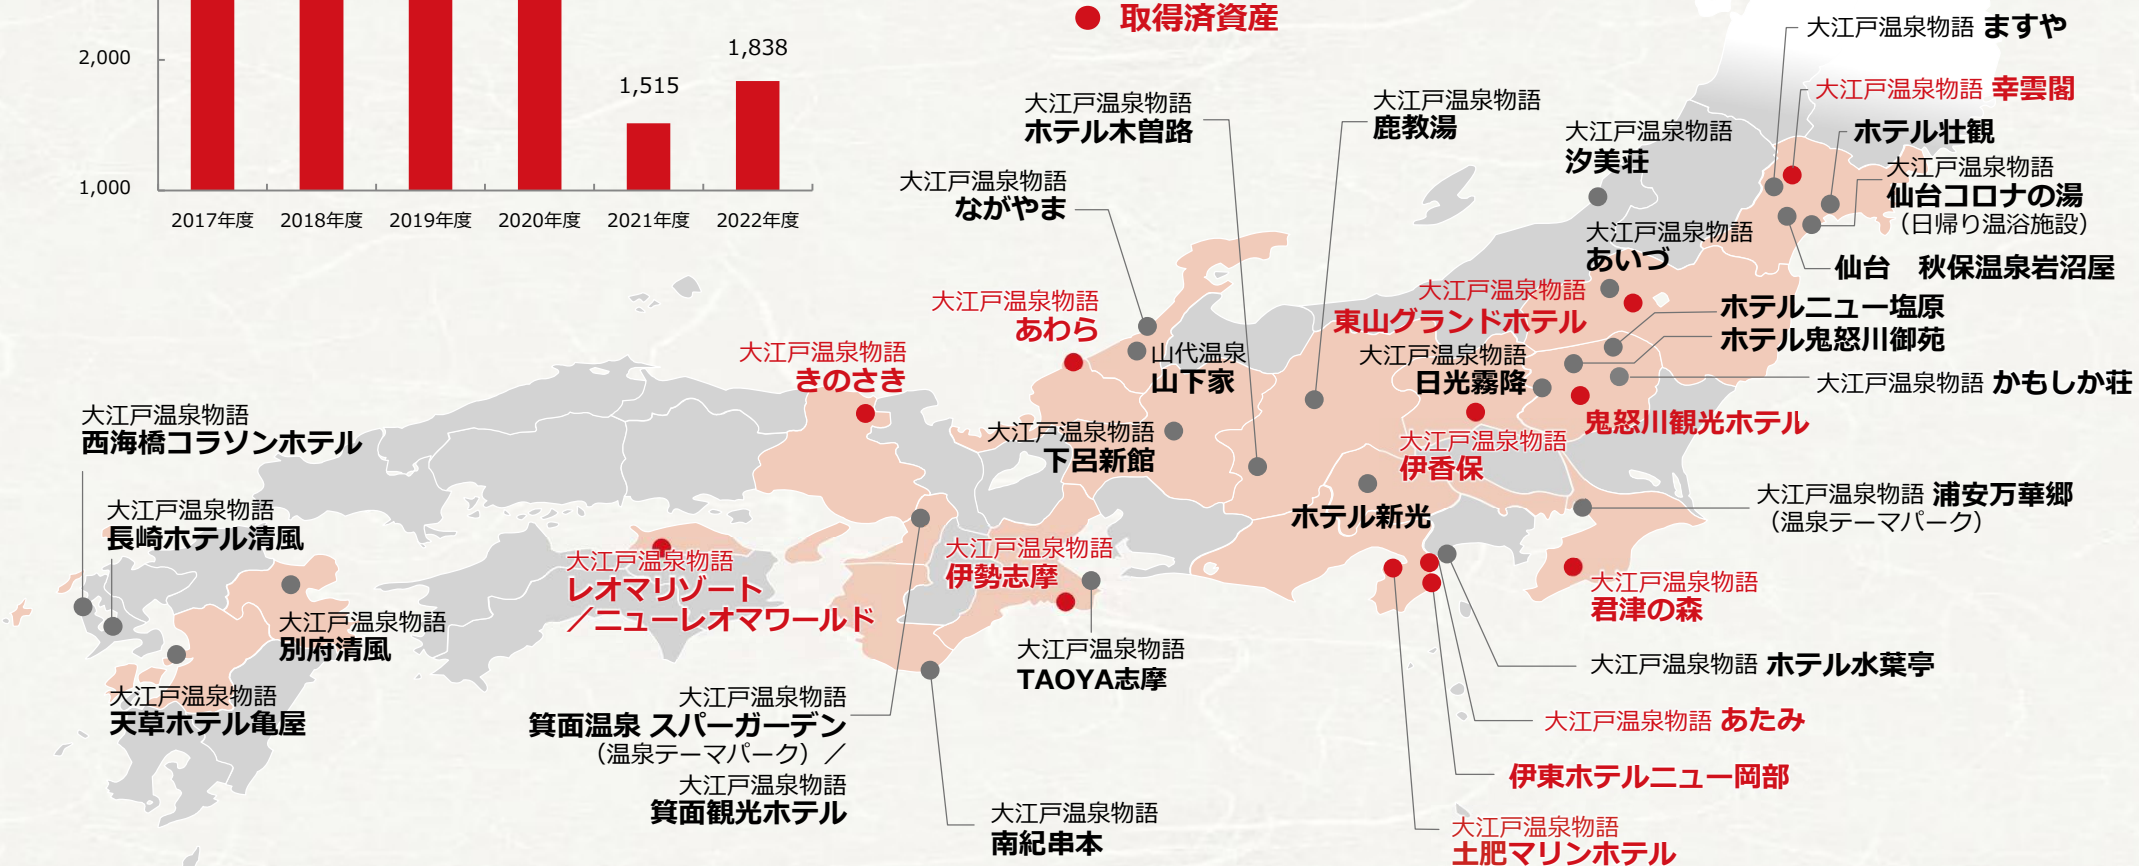 取得済資産
2,000
1,838
1,515
1,000
2017年度
2018年度
2019年度
2020年度
2021年度
2022年度
大江戸温泉物語 ますや
大江戸温泉物語 幸雲閣
ホテル壮観
大江戸温泉物語
仙台コロナの湯
（日帰り温浴施設）
仙台 秋保温泉岩沼屋
大江戸温泉物語
ホテル木曽路
大江戸温泉物語
鹿教湯
大江戸温泉物語
汐美荘
大江戸温泉物語
ながやま
大江戸温泉物語
あいづ
大江戸温泉物語
東山グランドホテル
ホテルニュー塩原
ホテル鬼怒川御苑
大江戸温泉物語
あわら
大江戸温泉物語
きのさき
山代温泉
山下家
大江戸温泉物語
日光霧降
大江戸温泉物語 かもしか荘
鬼怒川観光ホテル
大江戸温泉物語
西海橋コラソンホテル
大江戸温泉物語
下呂新館
大江戸温泉物語
伊香保
大江戸温泉物語
長崎ホテル清風
ホテル新光
大江戸温泉物語 浦安万華郷
（温泉テーマパーク）
大江戸温泉物語
レオマリゾート
／ニューレオマワールド
大江戸温泉物語
伊勢志摩
大江戸温泉物語
君津の森
大江戸温泉物語
別府清風
大江戸温泉物語
TAOYA志摩
大江戸温泉物語 ホテル水葉亭
大江戸温泉物語
天草ホテル亀屋
大江戸温泉物語
箕面温泉 スパーガーデン
（温泉テーマパーク）／
大江戸温泉物語
箕面観光ホテル
大江戸温泉物語 あたみ
伊東ホテルニュー岡部
大江戸温泉物語
南紀串本
大江戸温泉物語
土肥マリンホテル